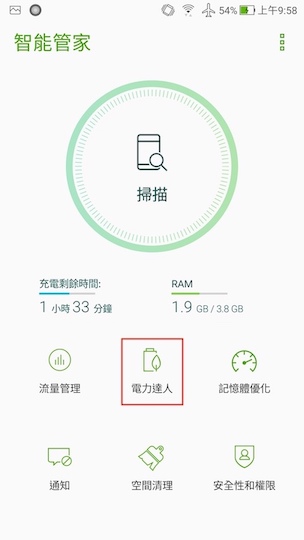 54% 上午9:58
智能管家
掃描
充電剩餘時間:
1 小時 33 分鐘
RAM
1.9 GB / 3.8 GB
流量管理
電力達人
記憶體優化
通知
空間清理
安全性和權限